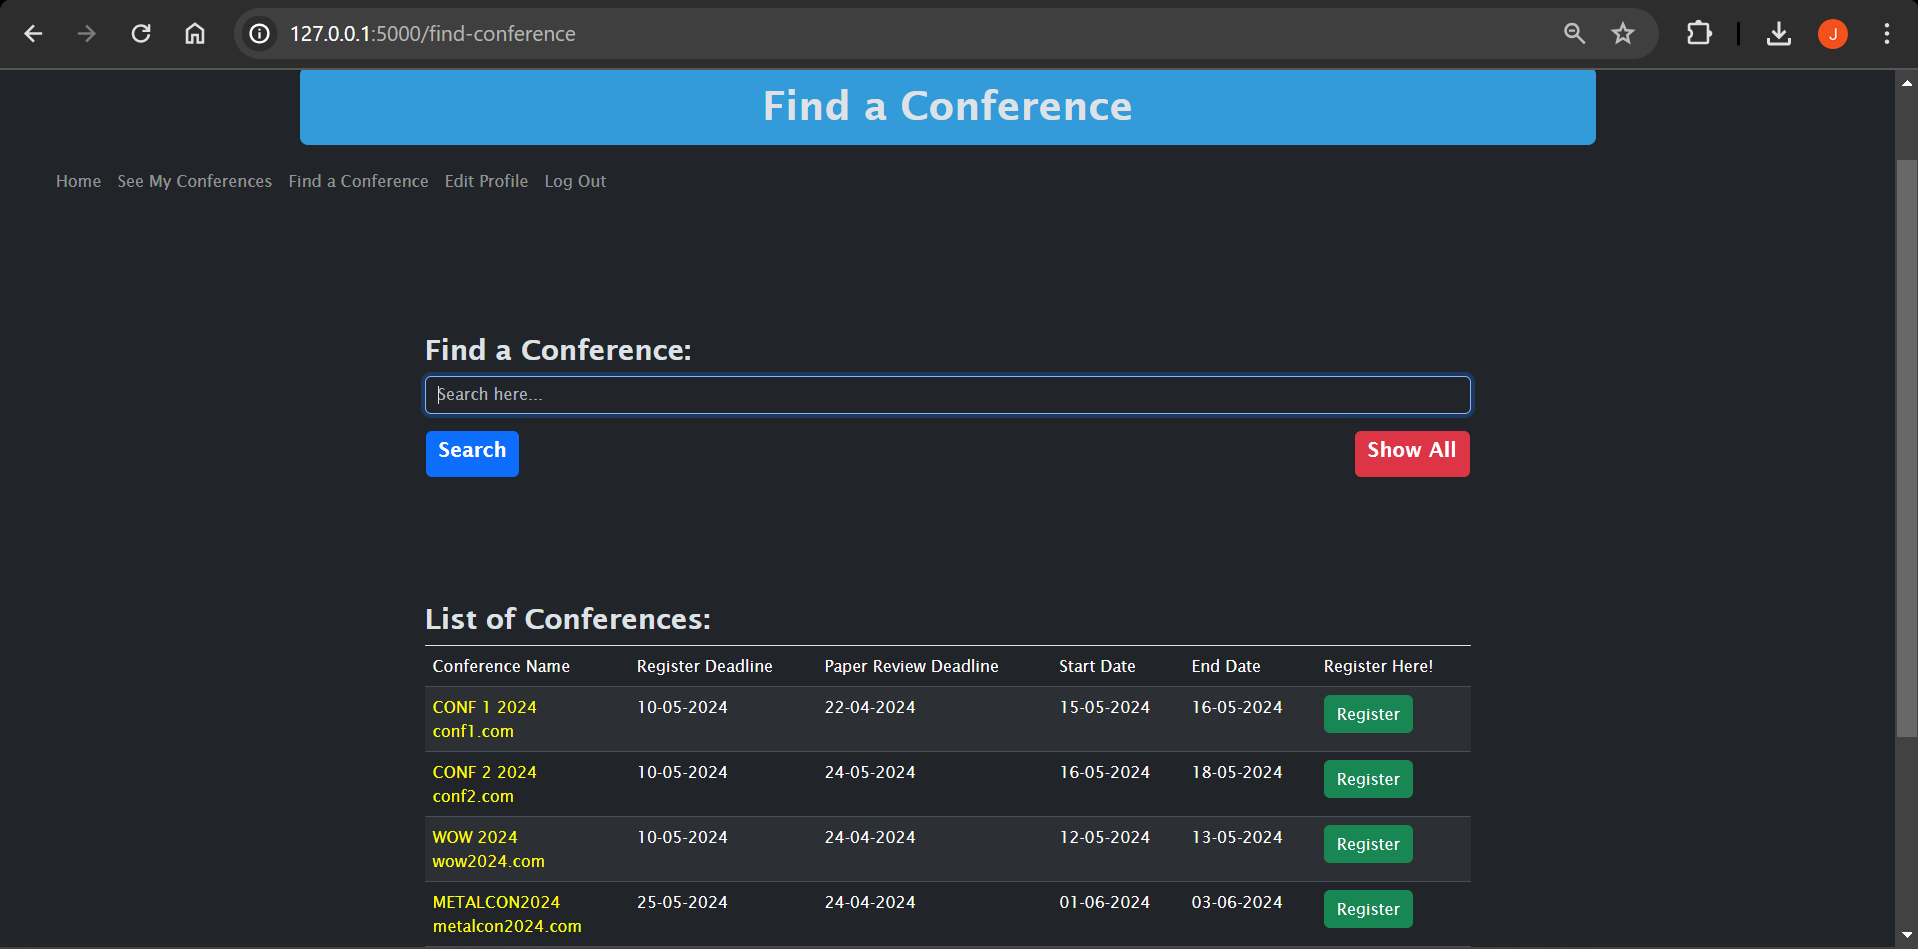 127.0.0.1:5000/find-conference
J
Find a Conference
Home See My Conferences Find a Conference Edit Profile Log Out
Find a Conference:
Search here...
Search Show All
List of Conferences:
Conference Name Register Deadline Paper Review Deadline Start Date End Date Register Here!
CONF 1 2024 10-05-2024 22-04-2024 15-05-2024 16-05-2024 Register
conf1.com
CONF 2 2024 10-05-2024 24-05-2024 16-05-2024 18-05-2024 Register
conf2.com
WOW 2024 10-05-2024 24-04-2024 12-05-2024 13-05-2024 Register
wow2024.com
METALCON2024 25-05-2024 24-04-2024 01-06-2024 03-06-2024 Register
metalcon2024.com